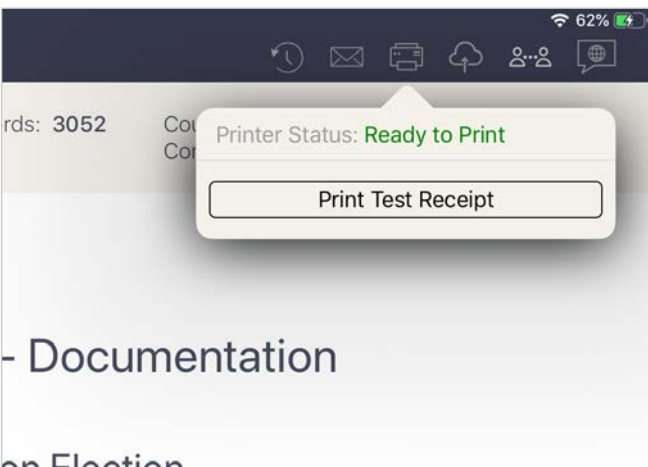 62%
rds: 3052
Cou
Cor
Printer Status: Ready to Print
Print Test Receipt
- Documentation
on Election